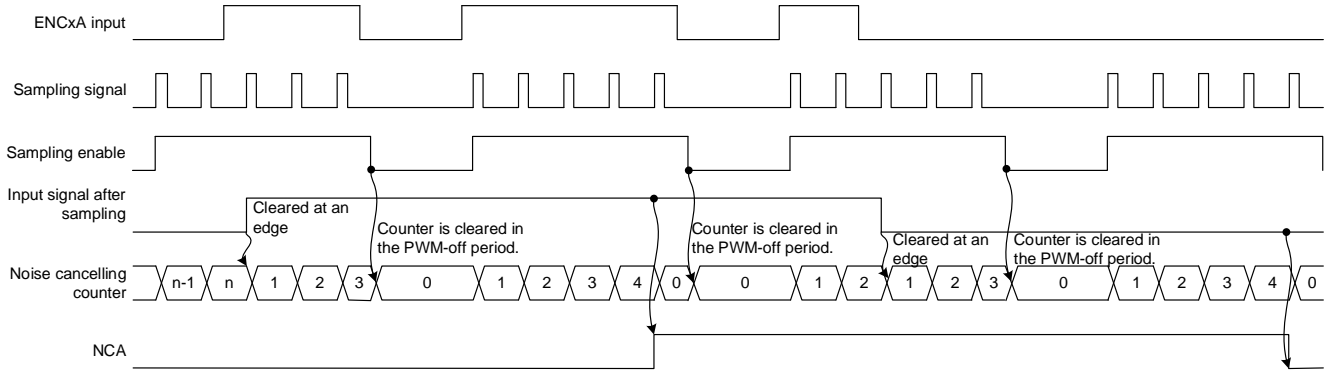 ENCxA input
Sampling signal
Sampling enable
Input signal after
sampling
Cleared at an
edge
Counter is cleared in
the PWM-off period.
Counter is cleared in
the PWM-off period.
Cleared at an
edge
Counter is cleared in
the PWM-off period.
Noise cancelling
counter
n-1 n 1 2 3 0 1 2 3 4 0 0 1 2 1 2 3 0 1 2 3 4 0
NCA